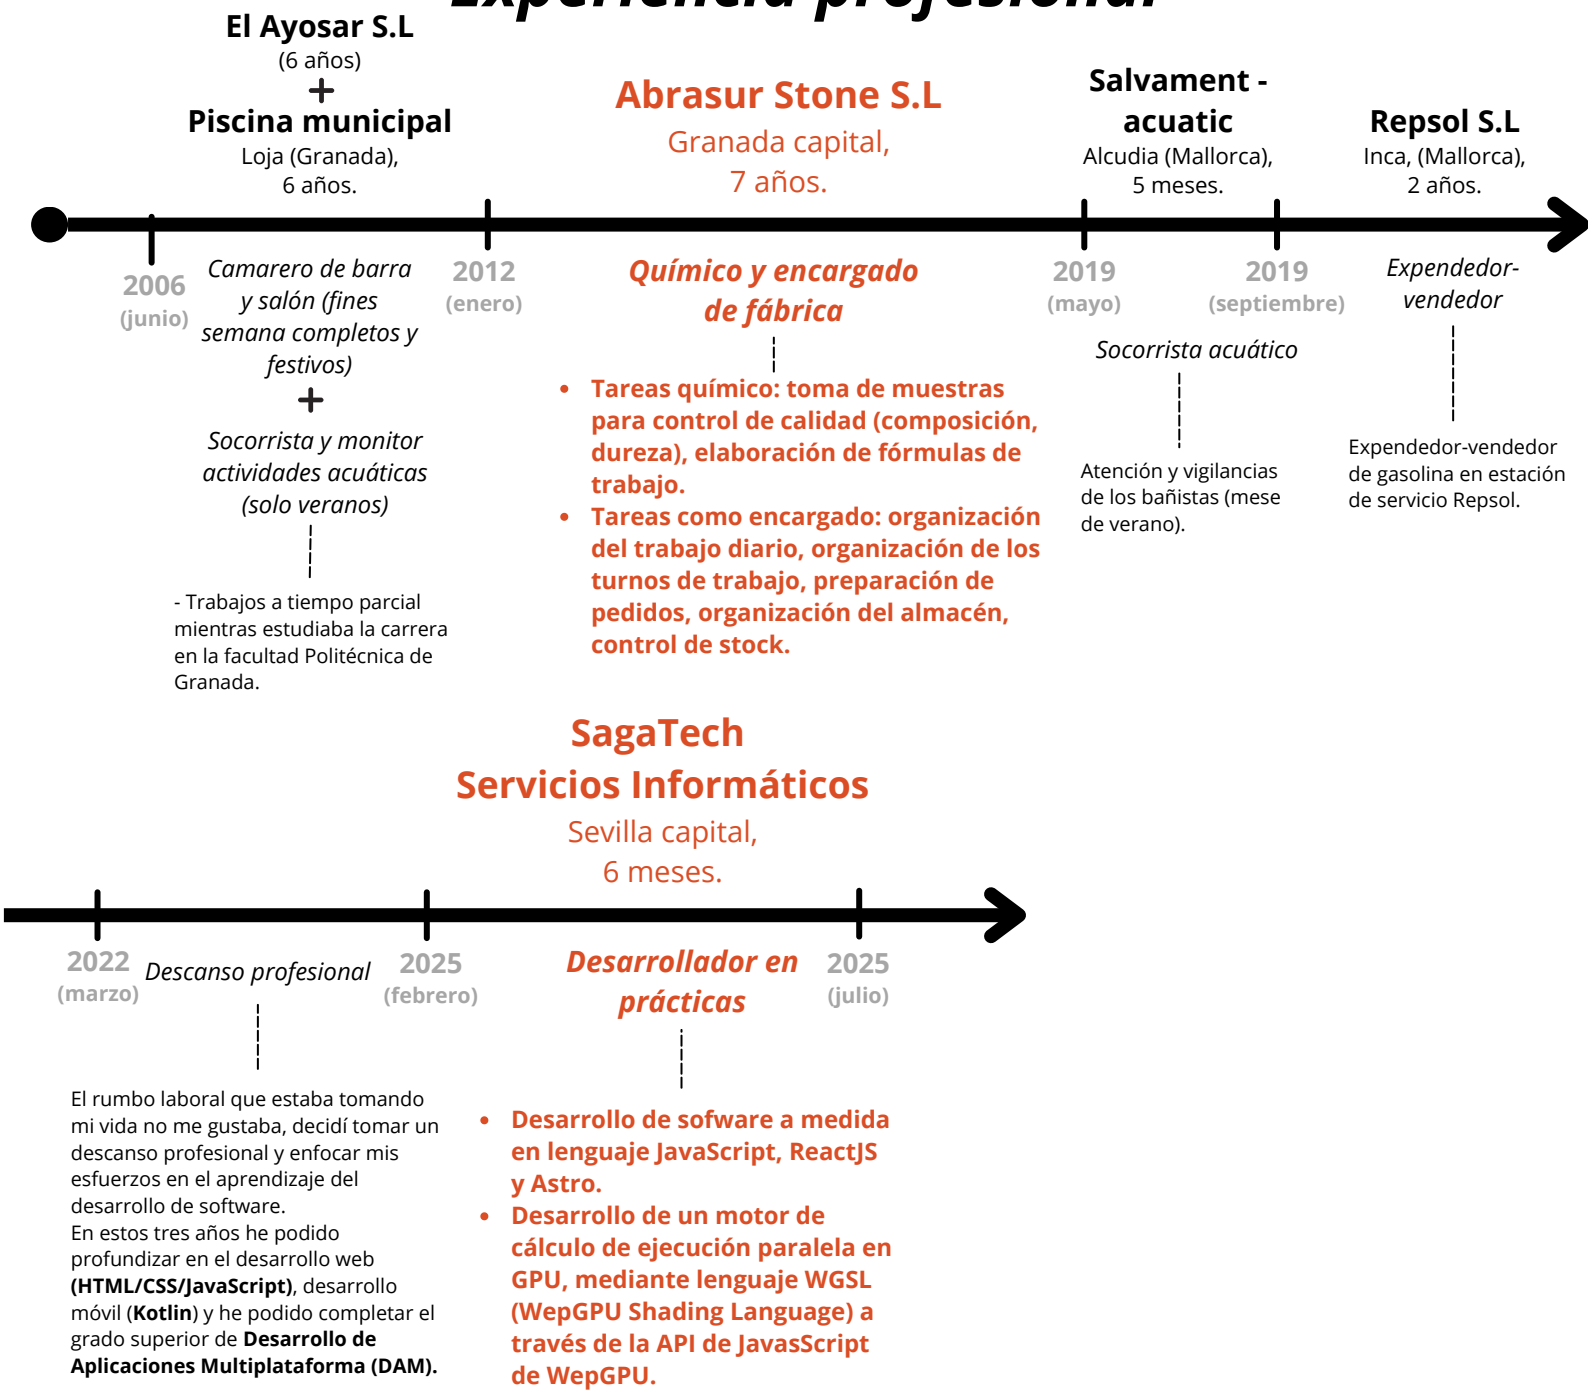 Experiencia profesional
El Ayosar S.L
(6 años)
+
Piscina municipal
Loja (Granada),
6 años.
Abrasur Stone S.L
Granada capital,
7 años.
Salvament -
acuatic
Alcudia (Mallorca),
5 meses.
Repsol S.L
Inca, (Mallorca),
2 años.
2006
(junio)
Camarero de barra
y salón (fines
semana completos y
festivos)
+
Socorrista y monitor
actividades acuáticas
(solo veranos)
- Trabajos a tiempo parcial
mientras estudiaba la carrera
en la facultad Politécnica de
Granada.
2012
(enero)
Químico y encargado
de fábrica
• Tareas químico: toma de muestras
para control de calidad (composición,
dureza), elaboración de fórmulas de
trabajo.
• Tareas como encargado: organización
del trabajo diario, organización de los
turnos de trabajo, preparación de
pedidos, organización del almacén,
control de stock.
2019
(mayo)
Socorrista acuático
Atención y vigilancias
de los bañistas (mese
de verano).
2019
(septiembre)
Expendedor-
vendedor
Expendedor-vendedor
de gasolina en estación
de servicio Repsol.
SagaTech
Servicios Informáticos
Sevilla capital,
6 meses.
2022
(marzo)
Descanso profesional
El rumbo laboral que estaba tomando
mi vida no me gustaba, decidí tomar un
descanso profesional y enfocar mis
esfuerzos en el aprendizaje del
desarrollo de software.
En estos tres años he podido
profundizar en el desarrollo web
(HTML/CSS/JavaScript), desarrollo
móvil (Kotlin) y he podido completar el
grado superior de Desarrollo de
Aplicaciones Multiplataforma (DAM).
2025
(febrero)
Desarrollador en
prácticas
• Desarrollo de sofware a medida
en lenguaje JavaScript, ReactJS
y Astro.
• Desarrollo de un motor de
cálculo de ejecución paralela en
GPU, mediante lenguaje WGSL
(WepGPU Shading Language) a
través de la API de JavasScript
de WepGPU.
2025
(julio)